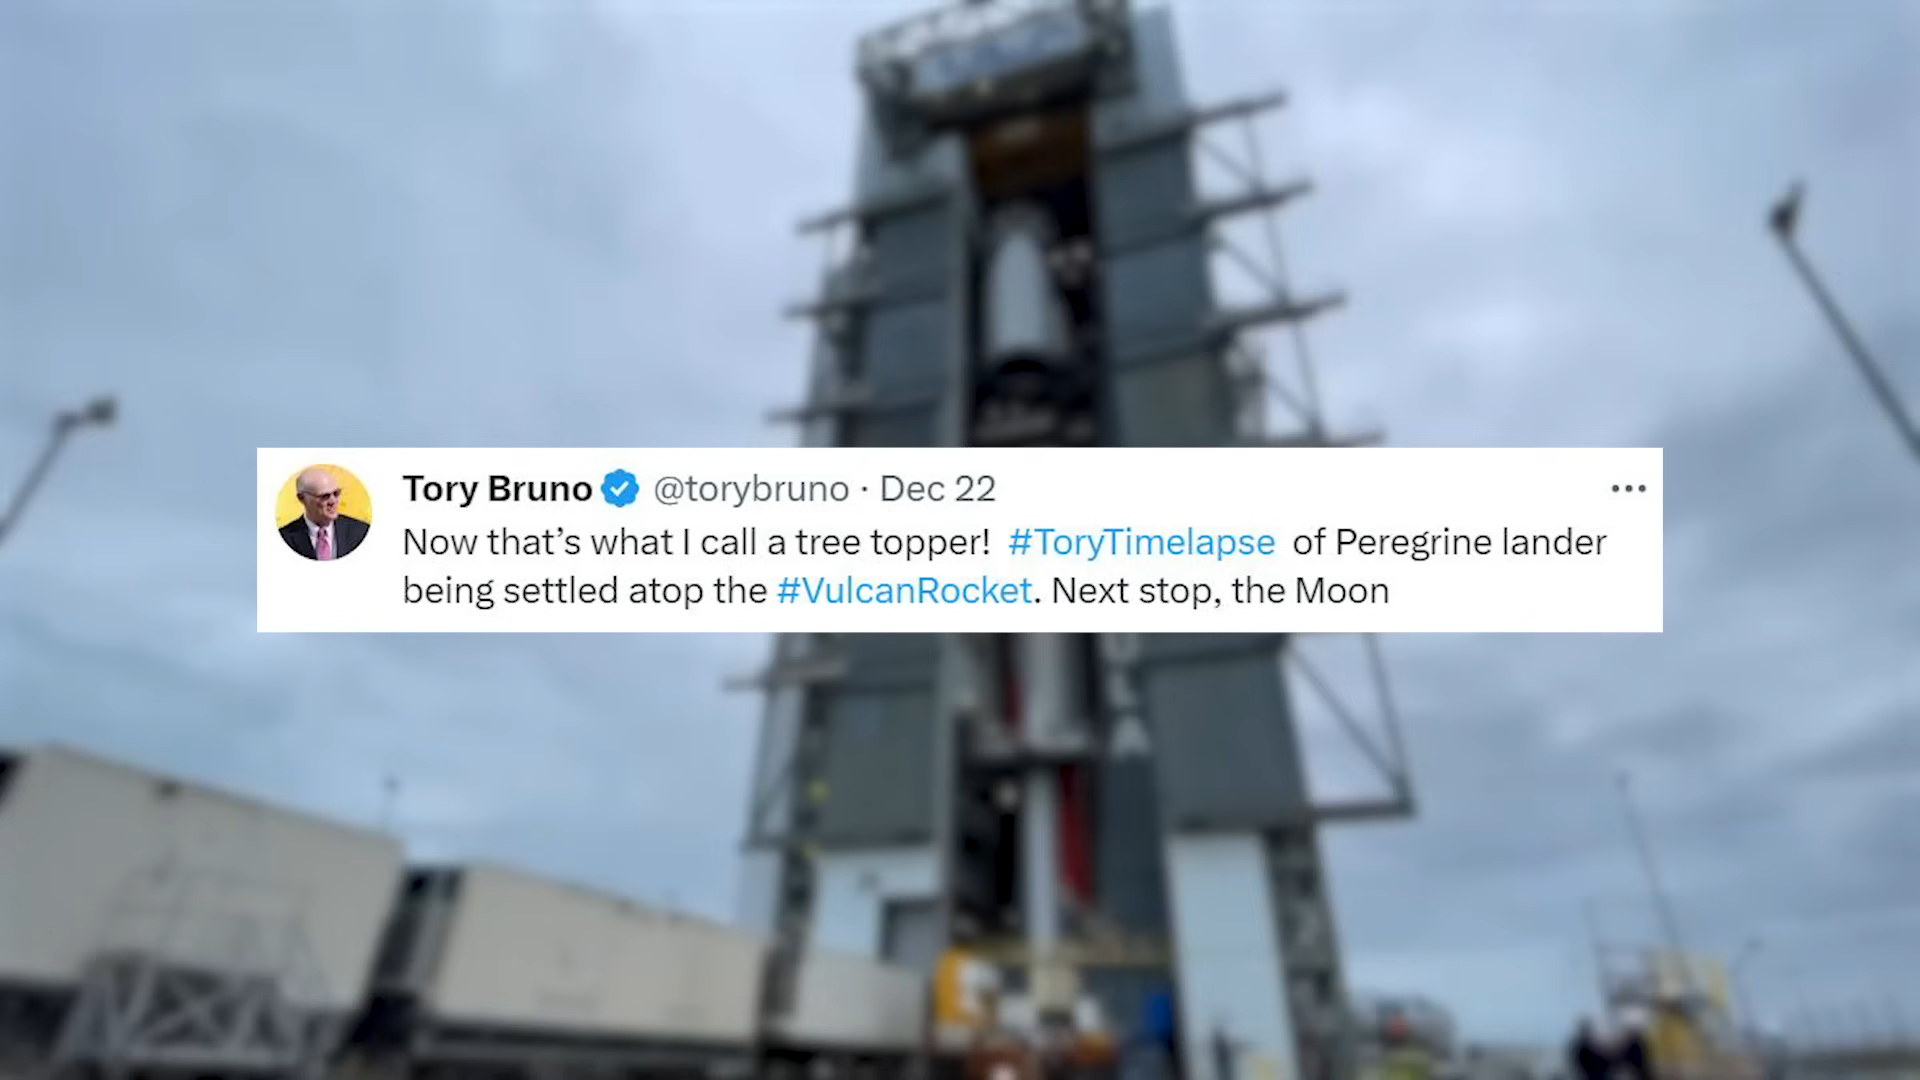 Tory Bruno @torybruno · Dec 22
Now that’s what I call a tree topper! #ToryTimelapse of Peregrine lander
being settled atop the #VulcanRocket. Next stop, the Moon
ULA